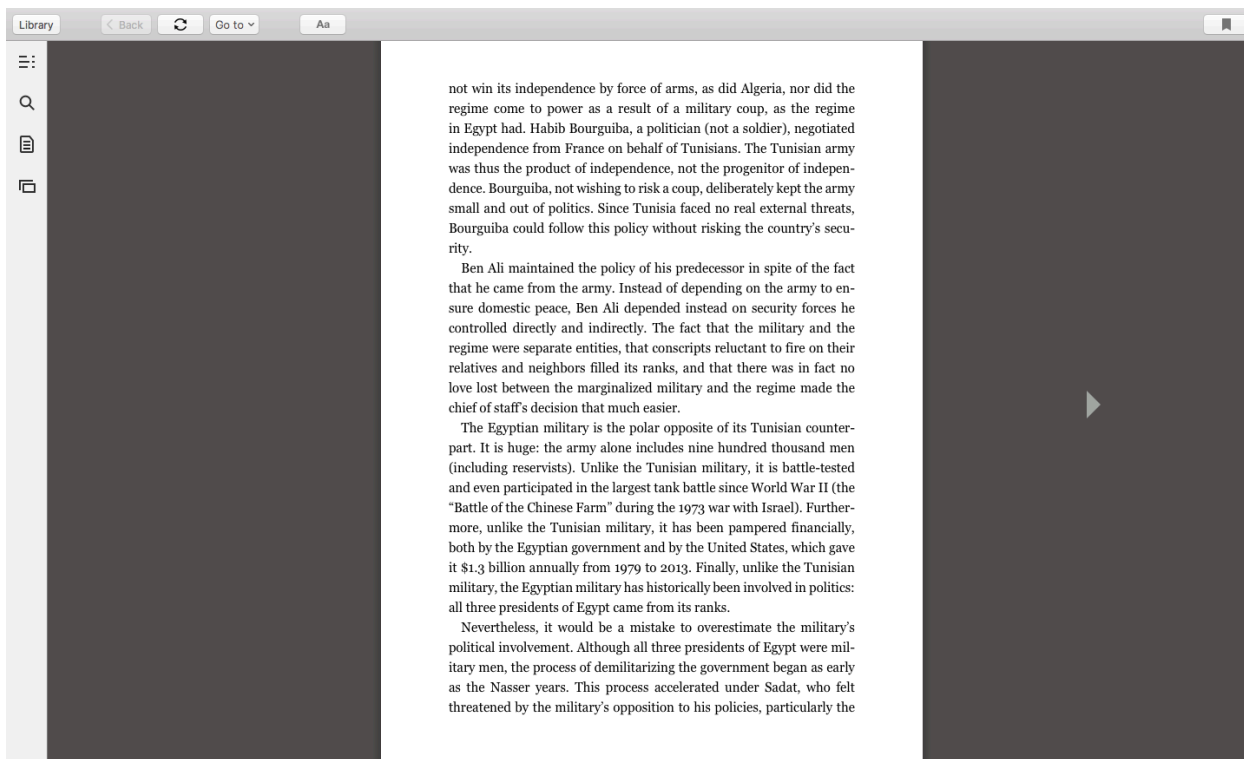 Library
< Back
Go to
Aa
not win its independence by force of arms, as did Algeria, nor did the
regime come to power as a result of a military coup, as the regime
in Egypt had. Habib Bourguiba, a politician (not a soldier), negotiated
independence from France on behalf of Tunisians. The Tunisian army
was thus the product of independence, not the progenitor of indepen-
dence. Bourguiba, not wishing to risk a coup, deliberately kept the army
small and out of politics. Since Tunisia faced no real external threats,
Bourguiba could follow this policy without risking the country’s secu-
rity.
Ben Ali maintained the policy of his predecessor in spite of the fact
that he came from the army. Instead of depending on the army to en-
sure domestic peace, Ben Ali depended instead on security forces he
controlled directly and indirectly. The fact that the military and the
regime were separate entities, that conscripts reluctant to fire on their
relatives and neighbors filled its ranks, and that there was in fact no
love lost between the marginalized military and the regime made the
chief of staff’s decision that much easier.
The Egyptian military is the polar opposite of its Tunisian counter-
part. It is huge: the army alone includes nine hundred thousand men
(including reservists). Unlike the Tunisian military, it is battle-tested
and even participated in the largest tank battle since World War II (the
“Battle of the Chinese Farm” during the 1973 war with Israel). Further-
more, unlike the Tunisian military, it has been pampered financially,
both by the Egyptian government and by the United States, which gave
it $1.3 billion annually from 1979 to 2013. Finally, unlike the Tunisian
military, the Egyptian military has historically been involved in politics:
all three presidents of Egypt came from its ranks.
Nevertheless, it would be a mistake to overestimate the military’s
political involvement. Although all three presidents of Egypt were mil-
itary men, the process of demilitarizing the government began as early
as the Nasser years. This process accelerated under Sadat, who felt
threatened by the military’s opposition to his policies, particularly the